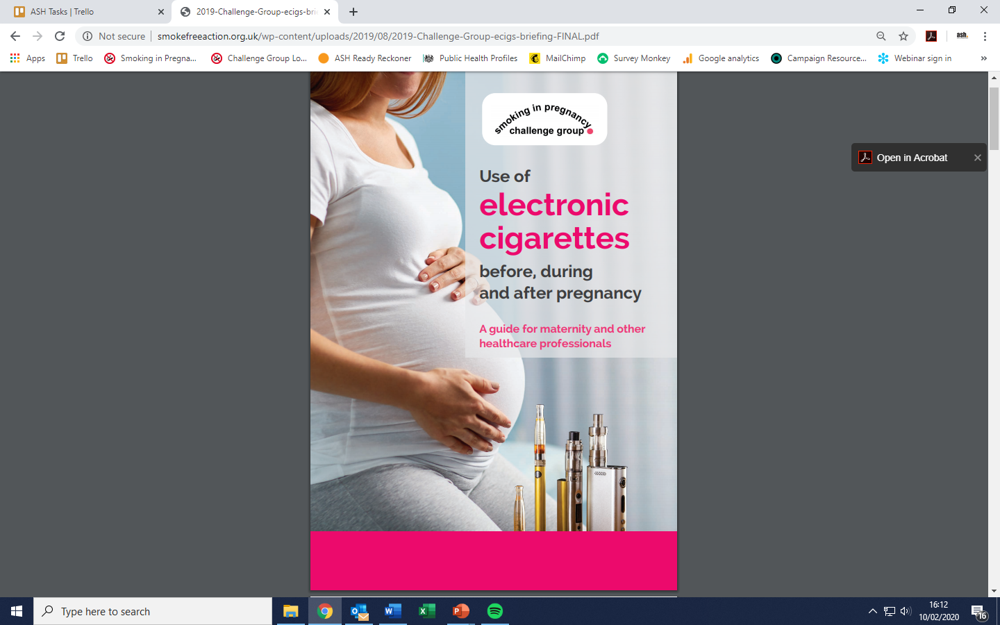 ASH Tasks | Trello
2019-Challenge-Group-ecigs-bri
Not secure
smokefreeaction.org.uk/wp-content/uploads/2019/08/2019-Challenge-Group-ecigs-briefing-FINAL.pdf
ash.
Apps
Trello
Smoking in Pregna...
Challenge Group Lo...
ASH Ready Reckoner
Public Health Profiles
MailChimp
Survey Monkey
Google analytics
Campaign Resource...
Webinar sign in
»
smoking in pregnancy
challenge group
Open in Acrobat
Use of
electronic
cigarettes
before, during
and after pregnancy
A guide for maternity and other
healthcare professionals
Type here to search
16:12
10/02/2020
16